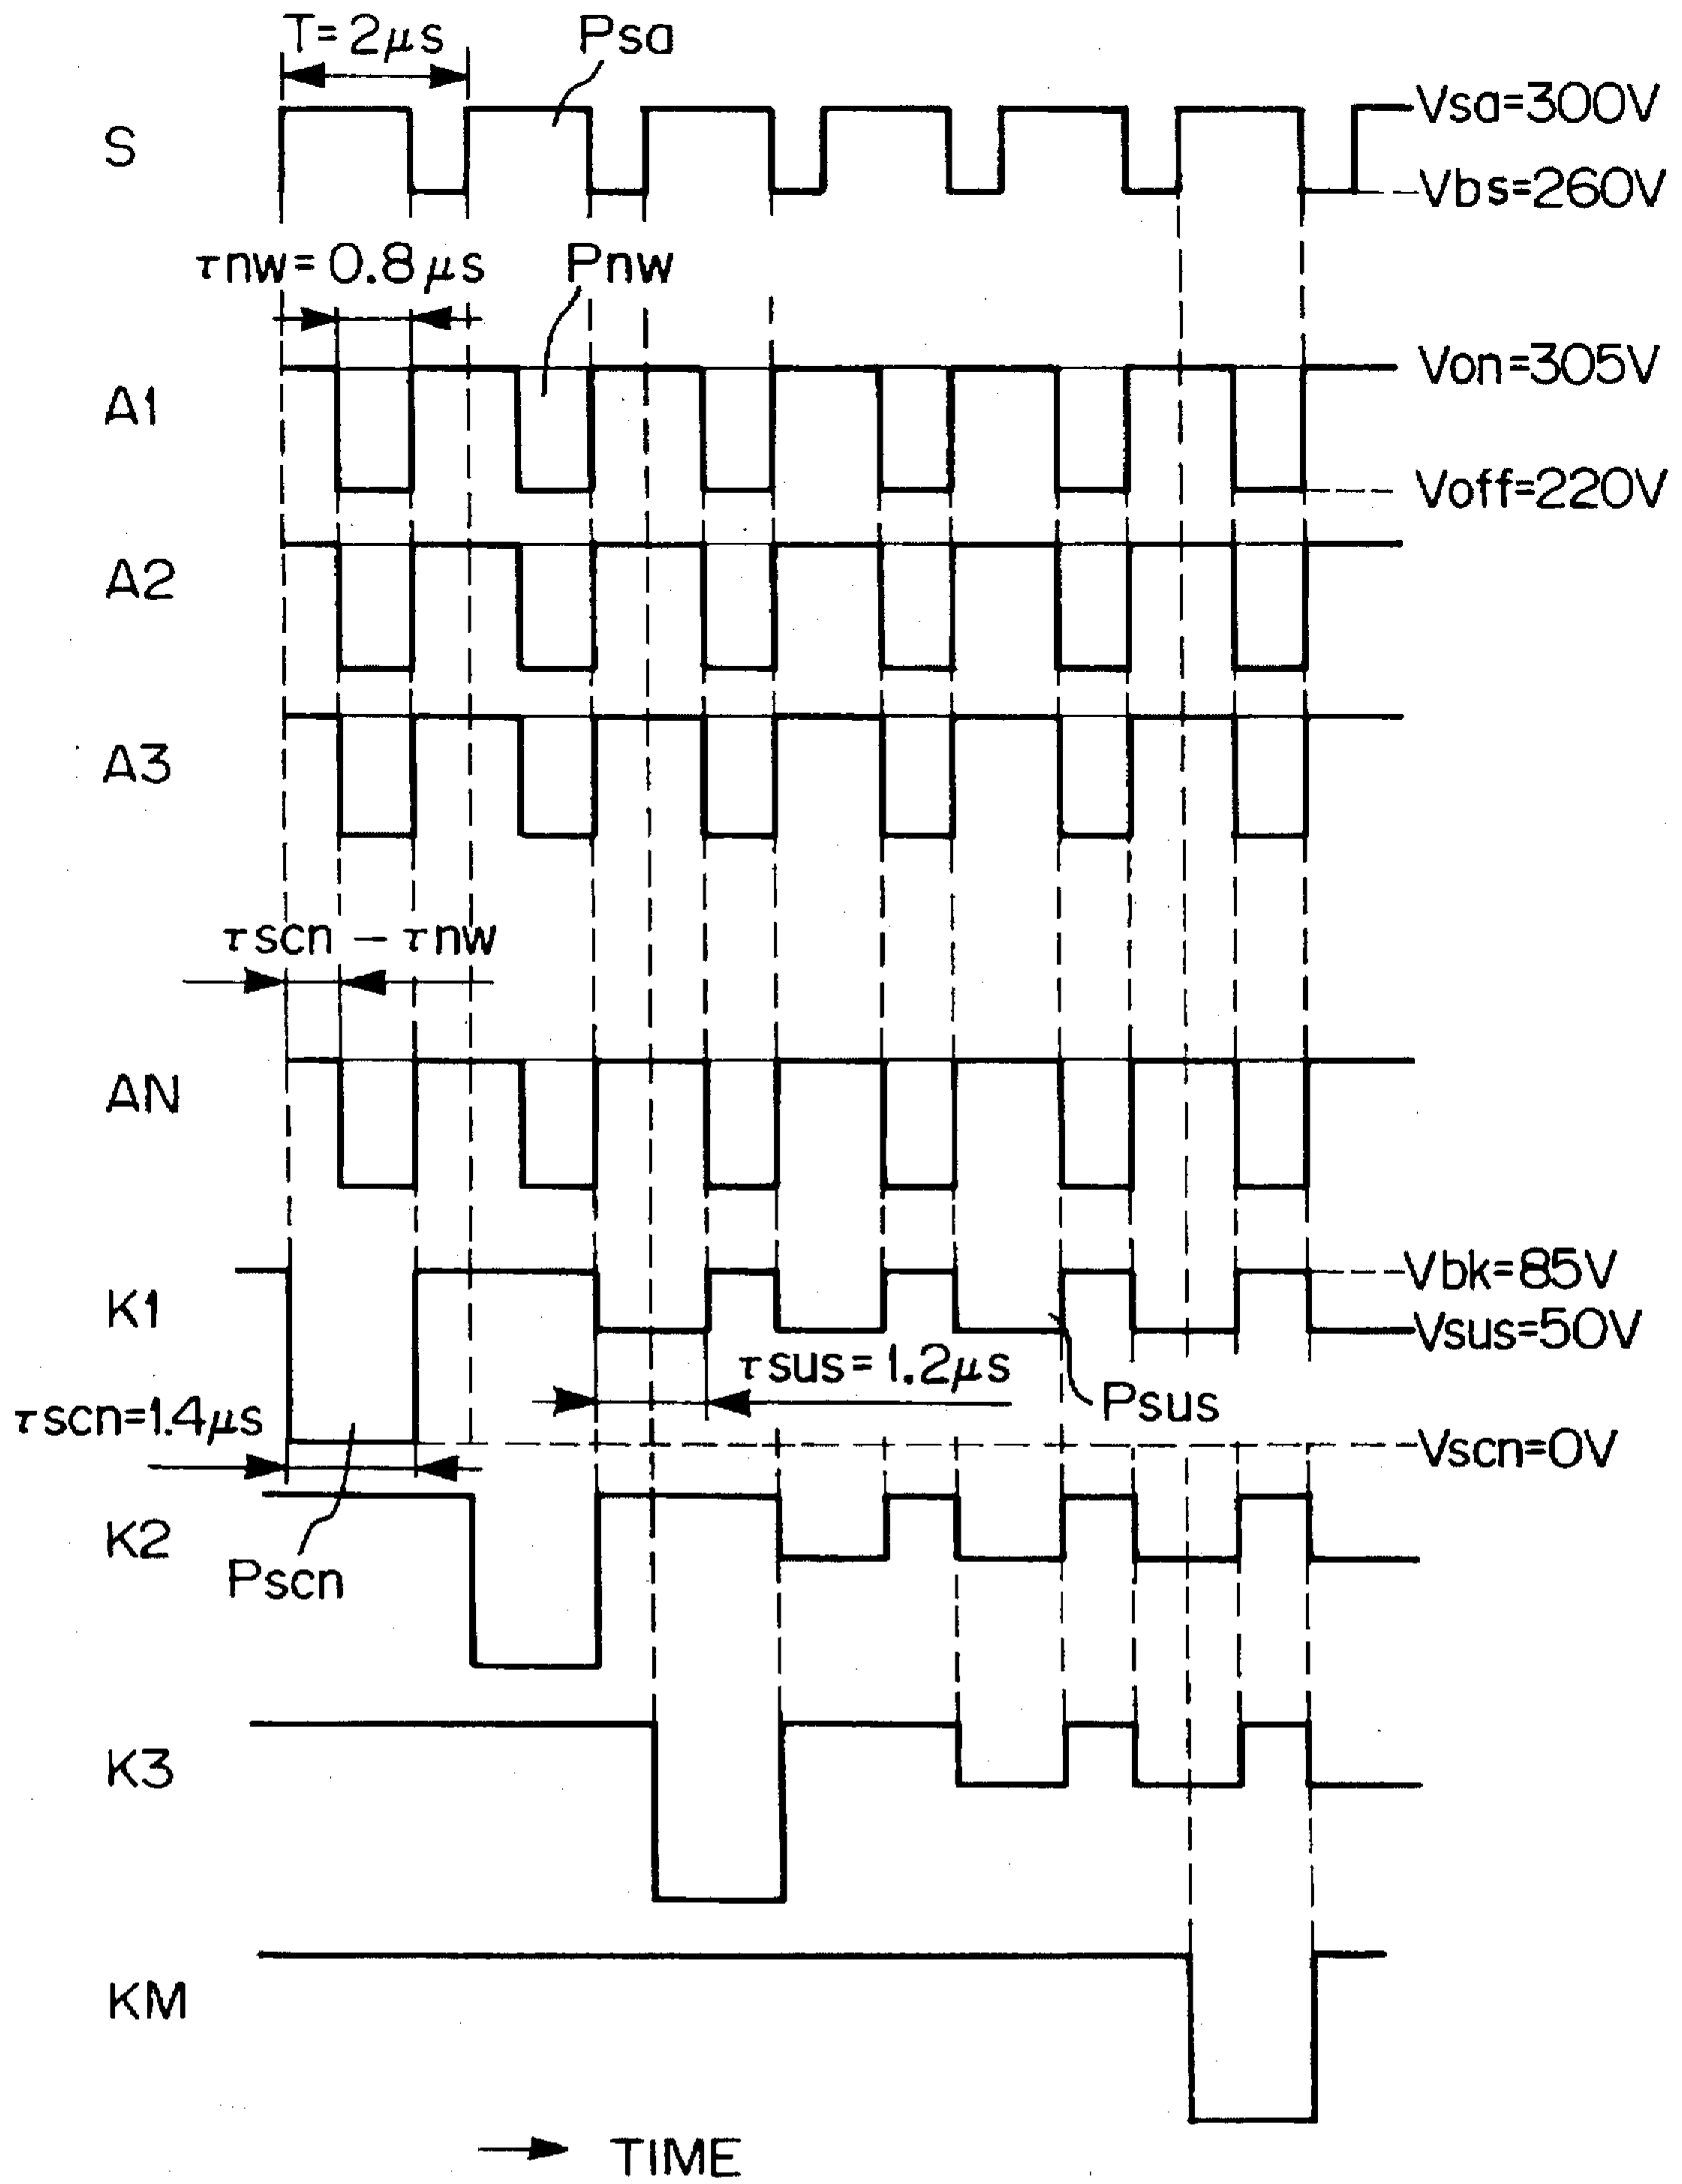 T=2μs
Psa
S
Vsa=300V
Vbs=260V
τnw=0.8μs
Pnw
A1
Von=305V
Voff=220V
A2
A3
τscn - τnw
AN
K1
Vbk=85V
Vsus=50V
τsus=1.2μs
Psus
τscn=1.4μs
Vscn=0V
K2
Pscn
K3
KM
TIME